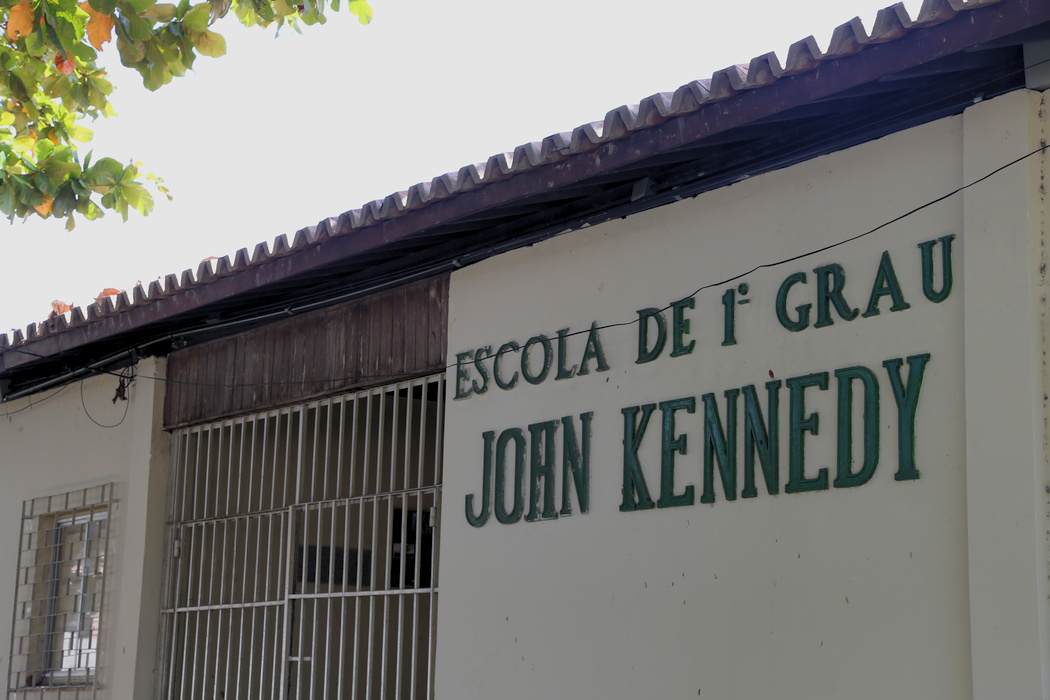 ESCOLA DE 1º GRAU
JOHN KENNEDY